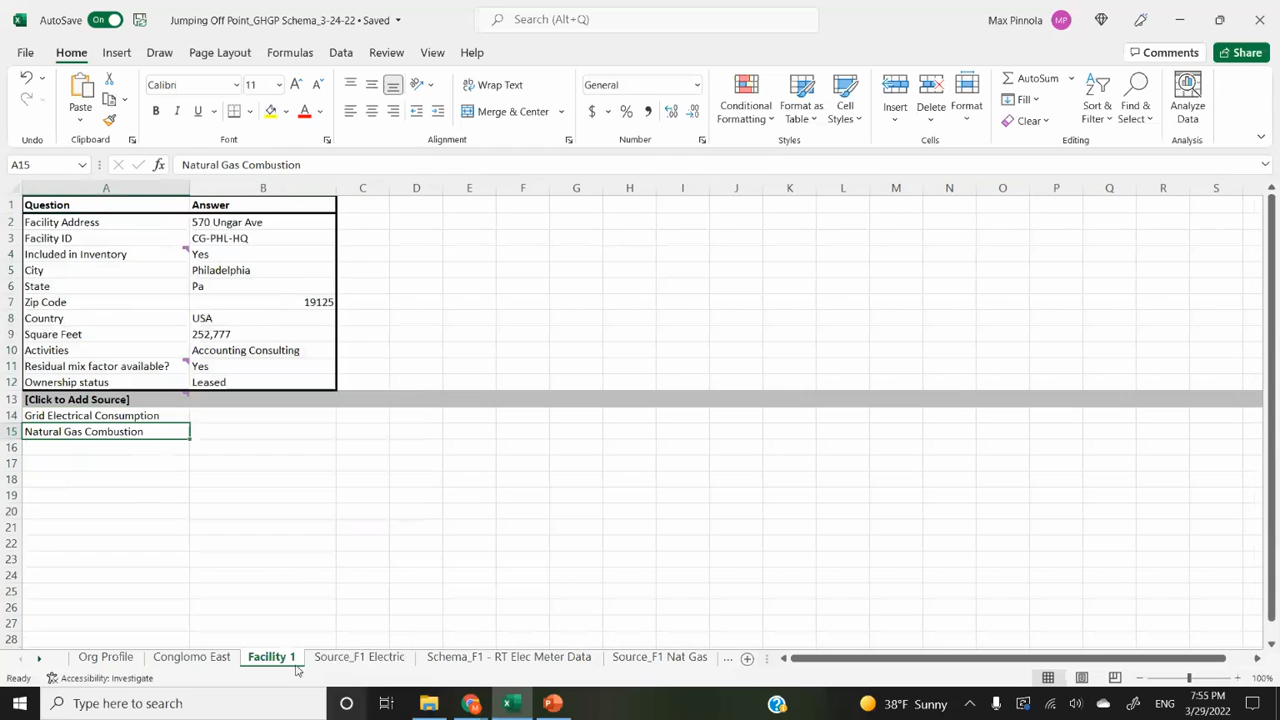 AutoSave On Jumping Off Point_GHGP Schema_3-24-22 • Saved Search (Alt+Q) Max Pinnola MP
File Home Insert Draw Page Layout Formulas Data Review View Help Comments Share
Undo
Paste
Clipboard
Calibri 11
B I U A
Font
Wrap Text
Merge & Center
Alignment
General
$ %
Number
Conditional Formatting
Format as Table
Cell Styles
Styles
Insert
Delete
Format
Cells
AutoSum
Fill
Clear
Sort & Filter
Find & Select
Editing
Analyze Data
Analysis
A15 fx Natural Gas Combustion
A B C D E F G H I J K L M N O P Q R S
1 Question Answer
2 Facility Address 570 Ungar Ave
3 Facility ID CG-PHL-HQ
4 Included in Inventory Yes
5 City Philadelphia
6 State Pa
7 Zip Code 19125
8 Country USA
9 Square Feet 252,777
10 Activities Accounting Consulting
11 Residual mix factor available? Yes
12 Ownership status Leased
13 [Click to Add Source]
14 Grid Electrical Consumption
15 Natural Gas Combustion
16
17
18
19
20
21
22
23
24
25
26
27
28
Org Profile Conglomo East Facility 1 Source_F1 Electric Schema_F1 - RT Elec Meter Data Source_F1 Nat Gas ...
Ready Accessibility: Investigate 100%
Type here to search 38°F Sunny ENG 7:55 PM 3/29/2022